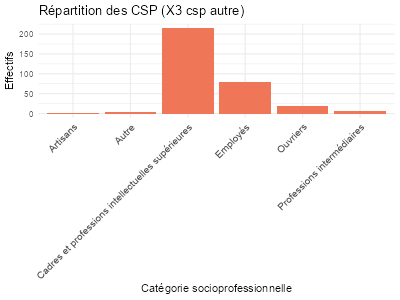 Répartition des CSP (X3 csp autre)
Effectifs
200
150
100
50
0
Artisans
Autre
Cadres et professions intellectuelles supérieures
Employés
Ouvriers
Professions intermédiaires
Catégorie socioprofessionnelle